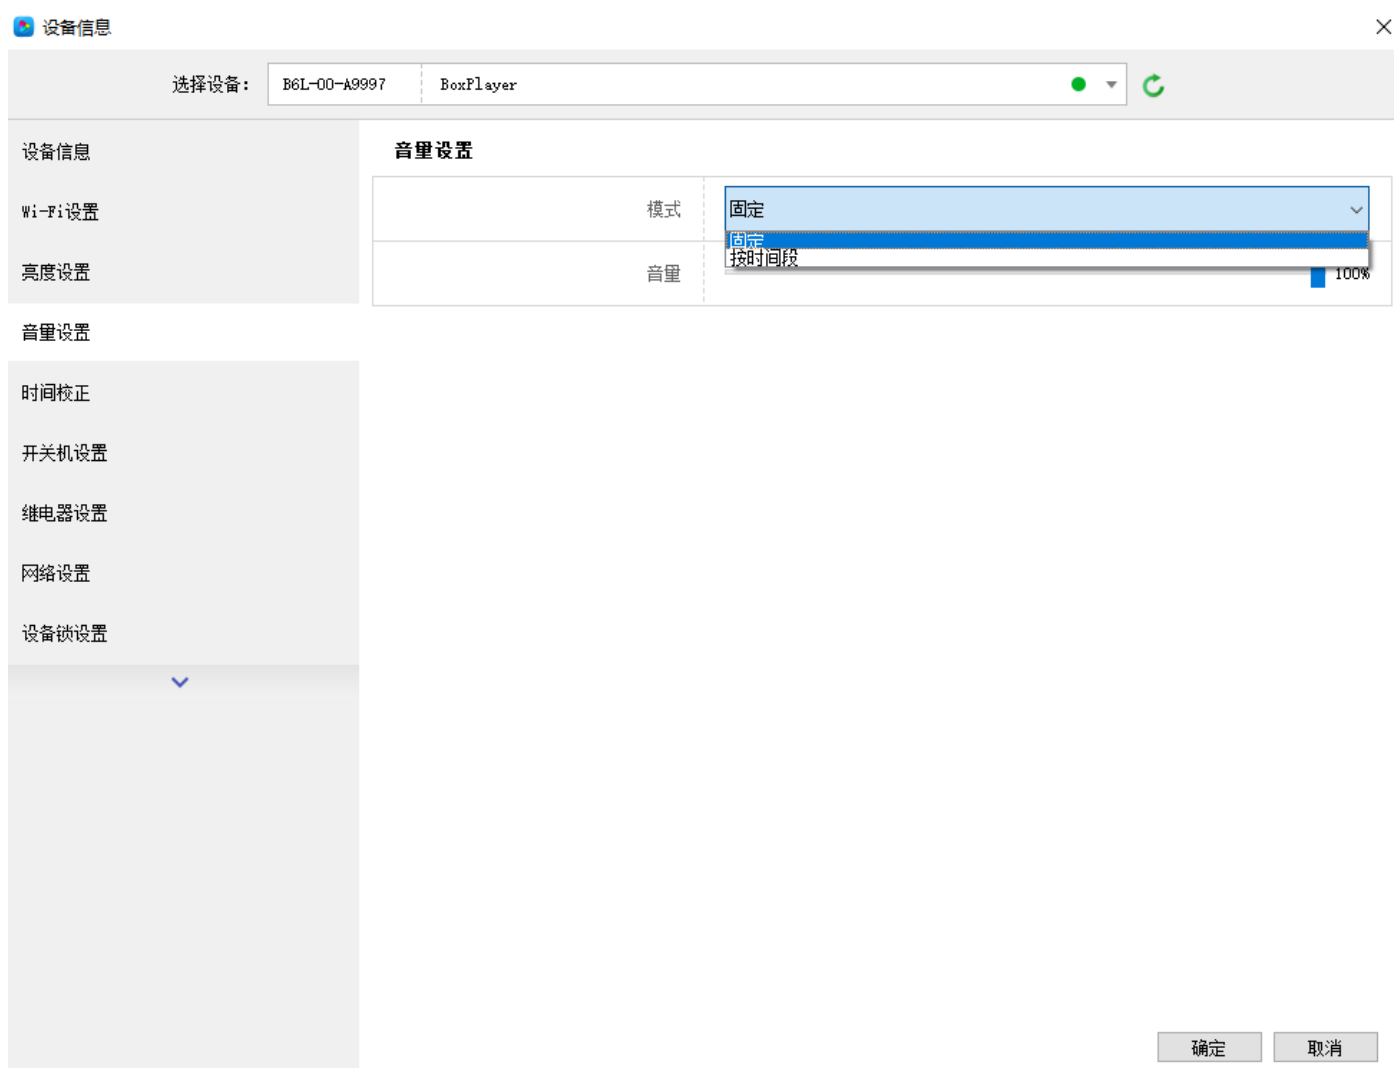 设备信息
选择设备： B6L-00-A9997 BoxPlayer
设备信息
Wi-Fi设置
亮度设置
音量设置
时间校正
开关机设置
继电器设置
网络设置
设备锁设置
音量设置
模式 固定
固定
按时间段
音量 100%
确定 取消